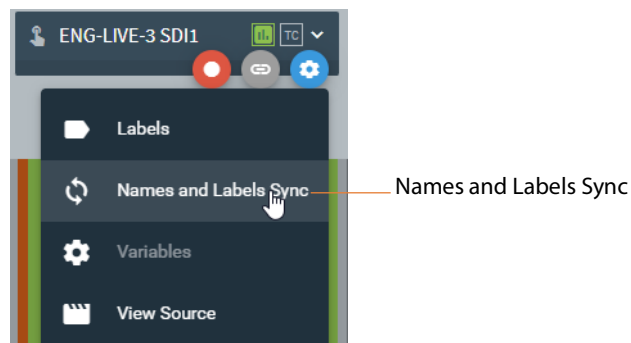 ENG-LIVE-3 SDI1 TC
Labels
Names and Labels Sync Names and Labels Sync
Variables
View Source